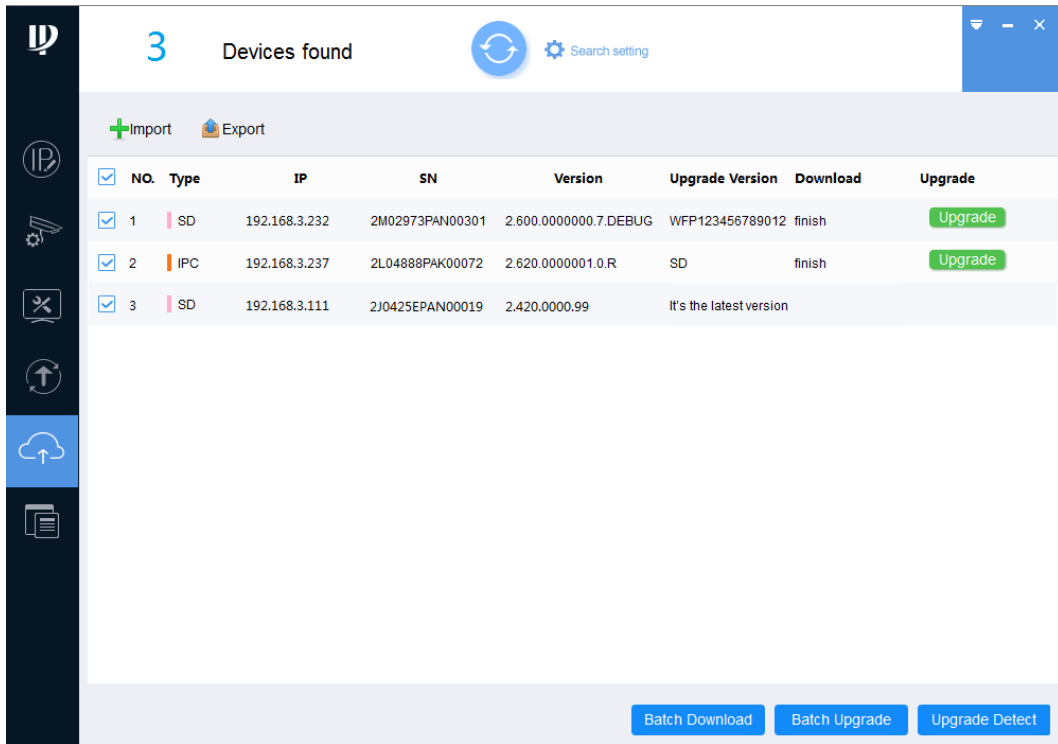 3 Devices found Search setting
Import Export
NO. Type IP SN Version Upgrade Version Download Upgrade
1 SD 192.168.3.232 2M02973PAN00301 2.600.0000000.7.DEBUG WFP123456789012 finish Upgrade
2 IPC 192.168.3.237 2L04888PAK00072 2.620.0000001.0.R SD finish Upgrade
3 SD 192.168.3.111 2J0425EPAN00019 2.420.0000.99 It's the latest version
Batch Download Batch Upgrade Upgrade Detect
IP